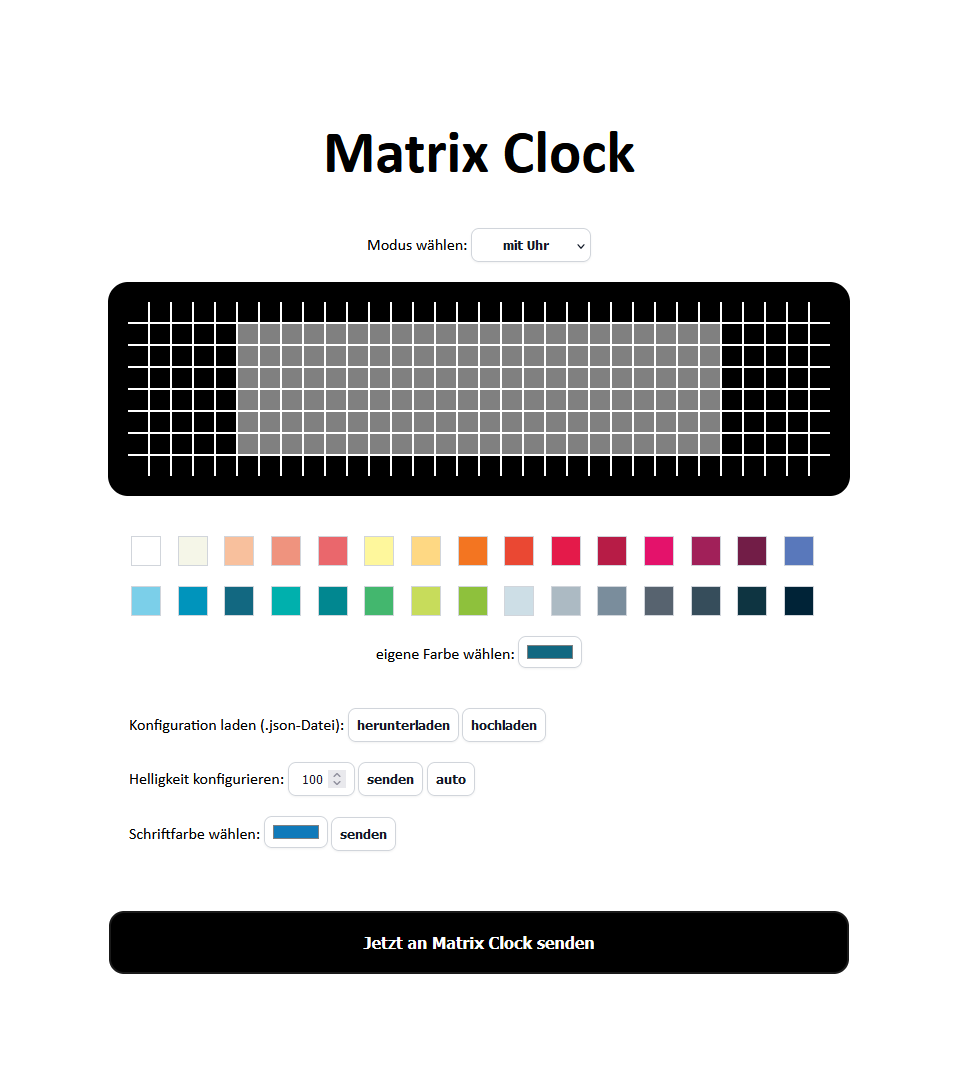 Matrix Clock
Modus wählen: mit Uhr
eigene Farbe wählen:
Konfiguration laden (.json-Datei): herunterladen hochladen
Helligkeit konfigurieren: 100 senden auto
Schriftfarbe wählen: senden
Jetzt an Matrix Clock senden